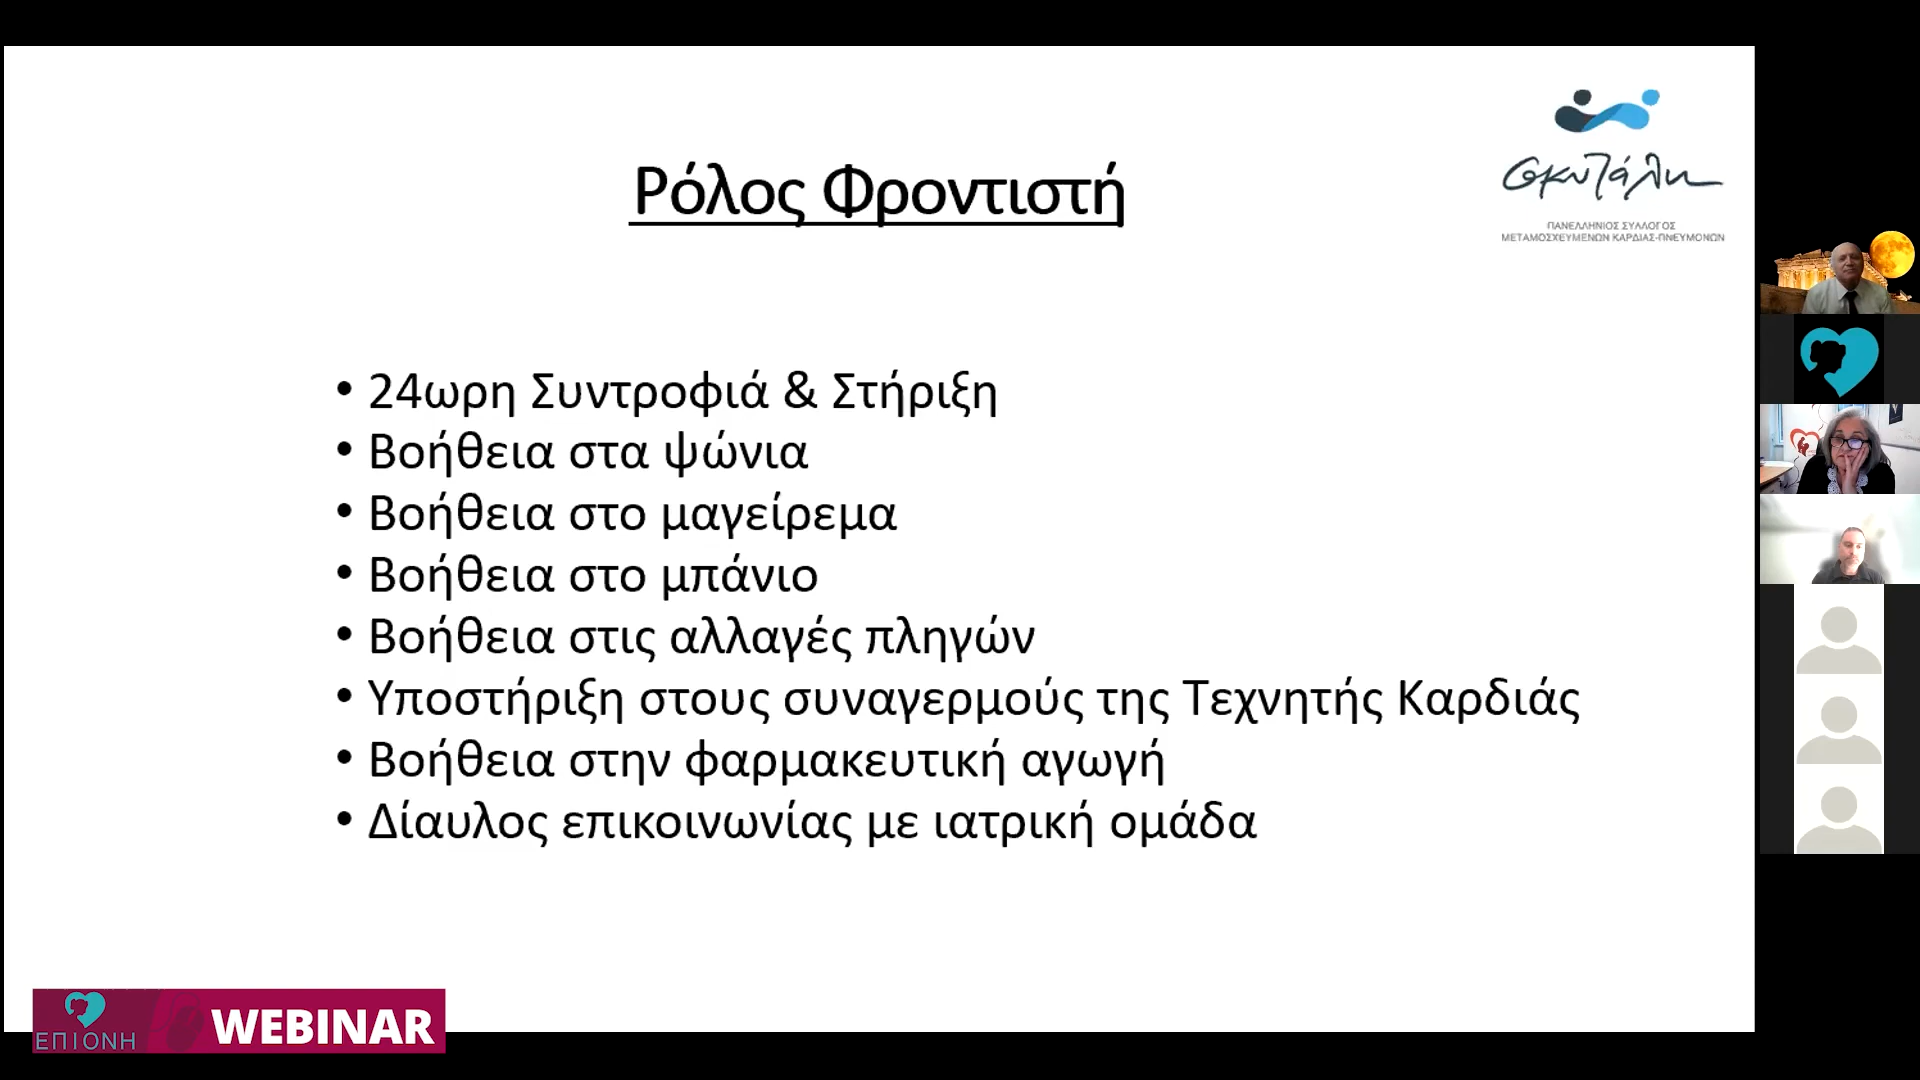 Σκυτάλη
ΠΑΝΕΛΛΗΝΙΟΣ ΣΥΛΛΟΓΟΣ
ΜΕΤΑΜΟΣΧΕΥΜΕΝΩΝ ΚΑΡΔΙΑΣ-ΠΝΕΥΜΟΝΩΝ
Ρόλος Φροντιστή
• 24ωρη Συντροφιά & Στήριξη
• Βοήθεια στα ψώνια
• Βοήθεια στο μαγείρεμα
• Βοήθεια στο μπάνιο
• Βοήθεια στις αλλαγές πληγών
• Υποστήριξη στους συναγερμούς της Τεχνητής Καρδιάς
• Βοήθεια στην φαρμακευτική αγωγή
• Δίαυλος επικοινωνίας με ιατρική ομάδα
ΕΠΙΟΝΗ
WEBINAR